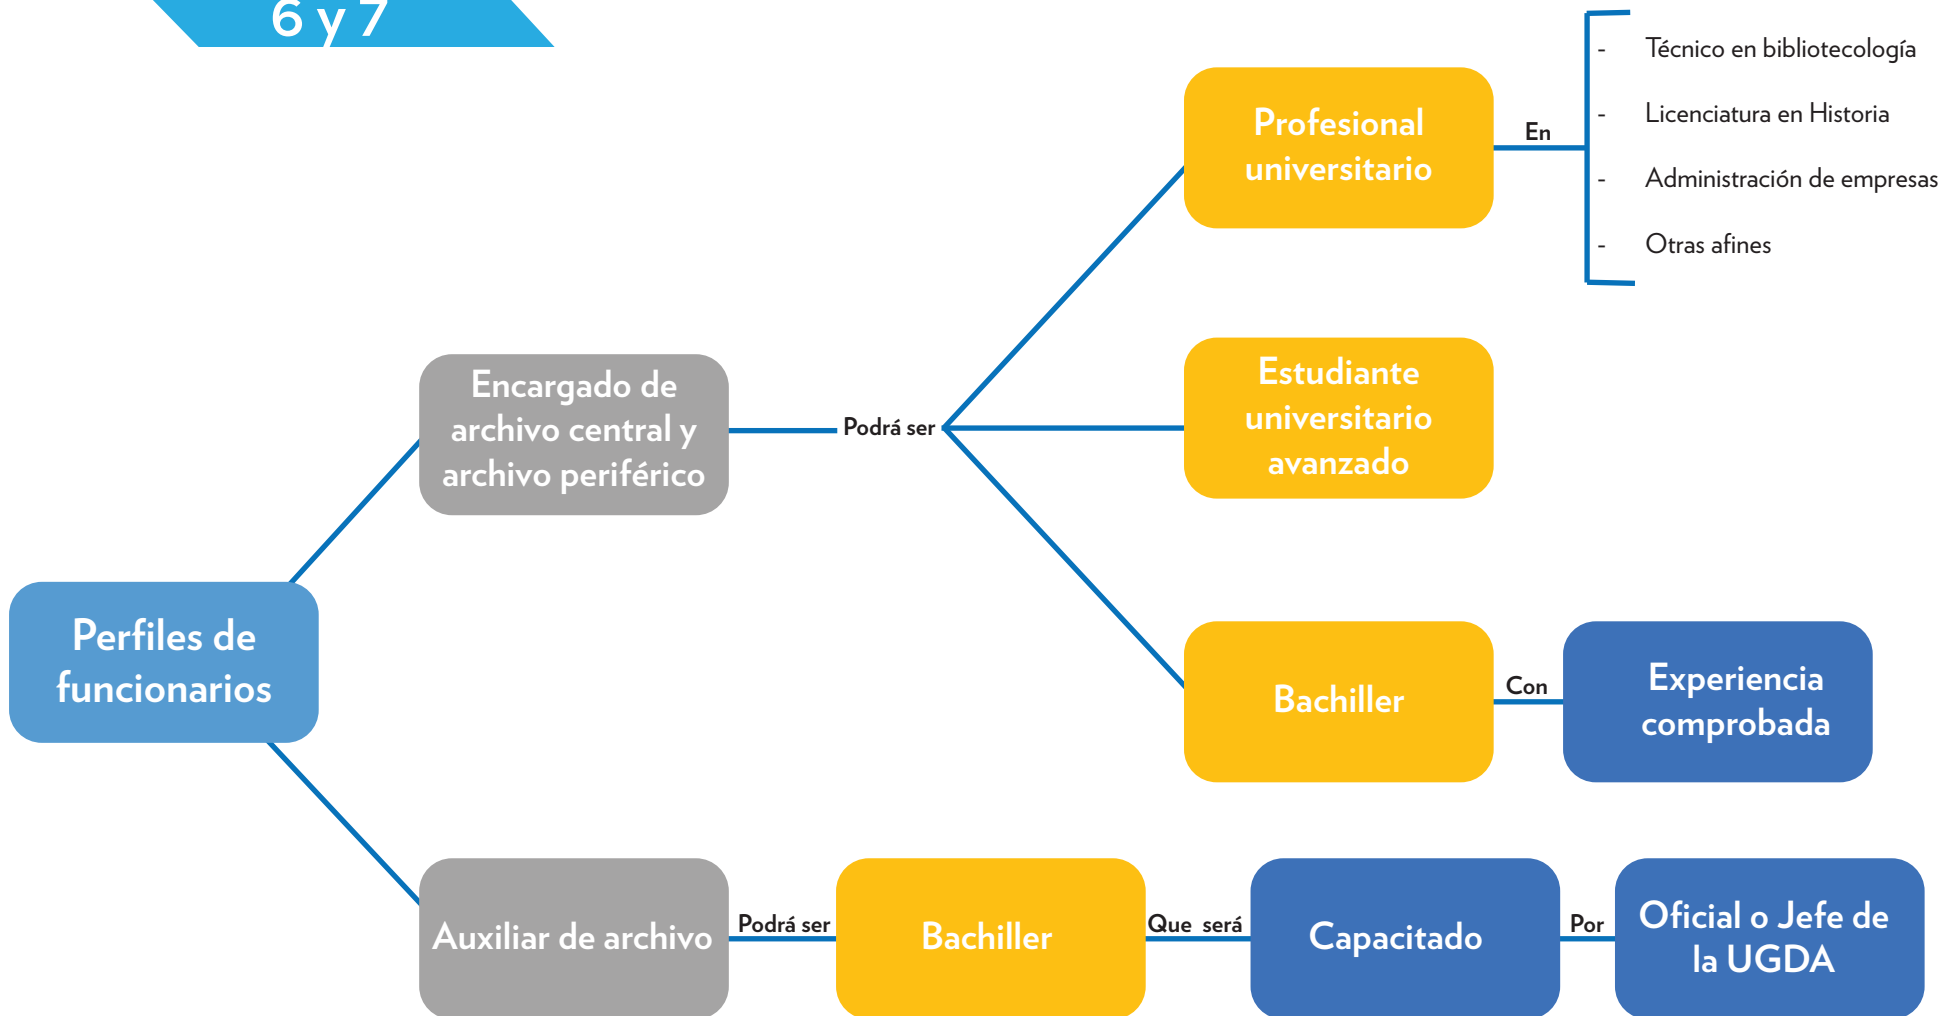 6 y 7
Profesional
universitario
En
- Técnico en bibliotecología
- Licenciatura en Historia
- Administración de empresas
- Otras afines
Encargado de
archivo central y
archivo periférico
Podrá ser
Estudiante
universitario
avanzado
Perfiles de
funcionarios
Bachiller
Con
Experiencia
comprobada
Auxiliar de archivo
Podrá ser
Bachiller
Que será
Capacitado
Por
Oficial o Jefe de
la UGDA